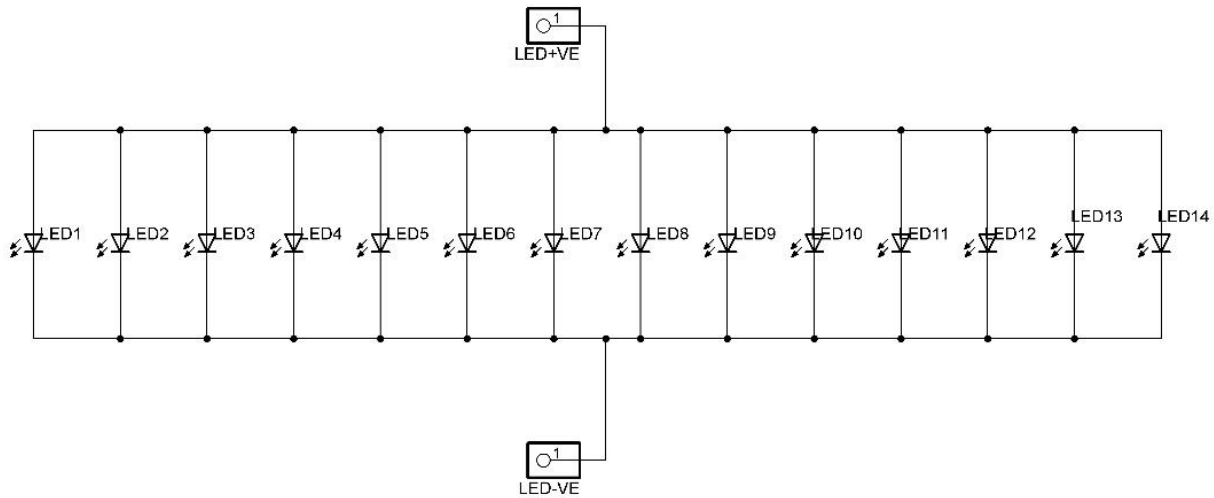 1
LED+VE
LED13 LED14
LED1 LED2 LED3 LED4 LED5 LED6 LED7 LED8 LED9 LED10 LED11 LED12
1
LED-VE